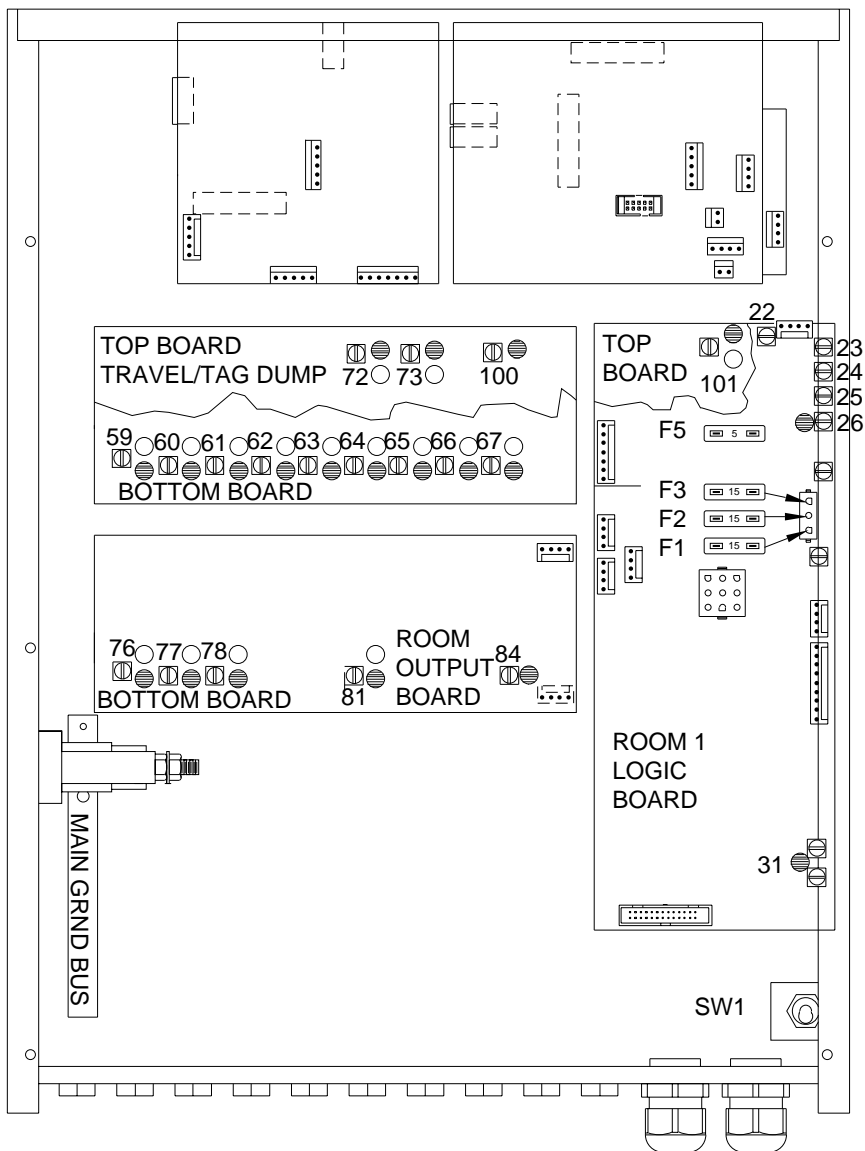 22
TOP BOARD
TRAVEL/TAG DUMP
72
73
100
TOP
BOARD
101
23
24
25
26
59
60
61
62
63
64
65
66
67
BOTTOM BOARD
F5
5
F3
15
F2
15
F1
15
76
77
78
81
ROOM
OUTPUT
BOARD
84
BOTTOM BOARD
ROOM 1
LOGIC
BOARD
MAIN GRND BUS
31
SW1